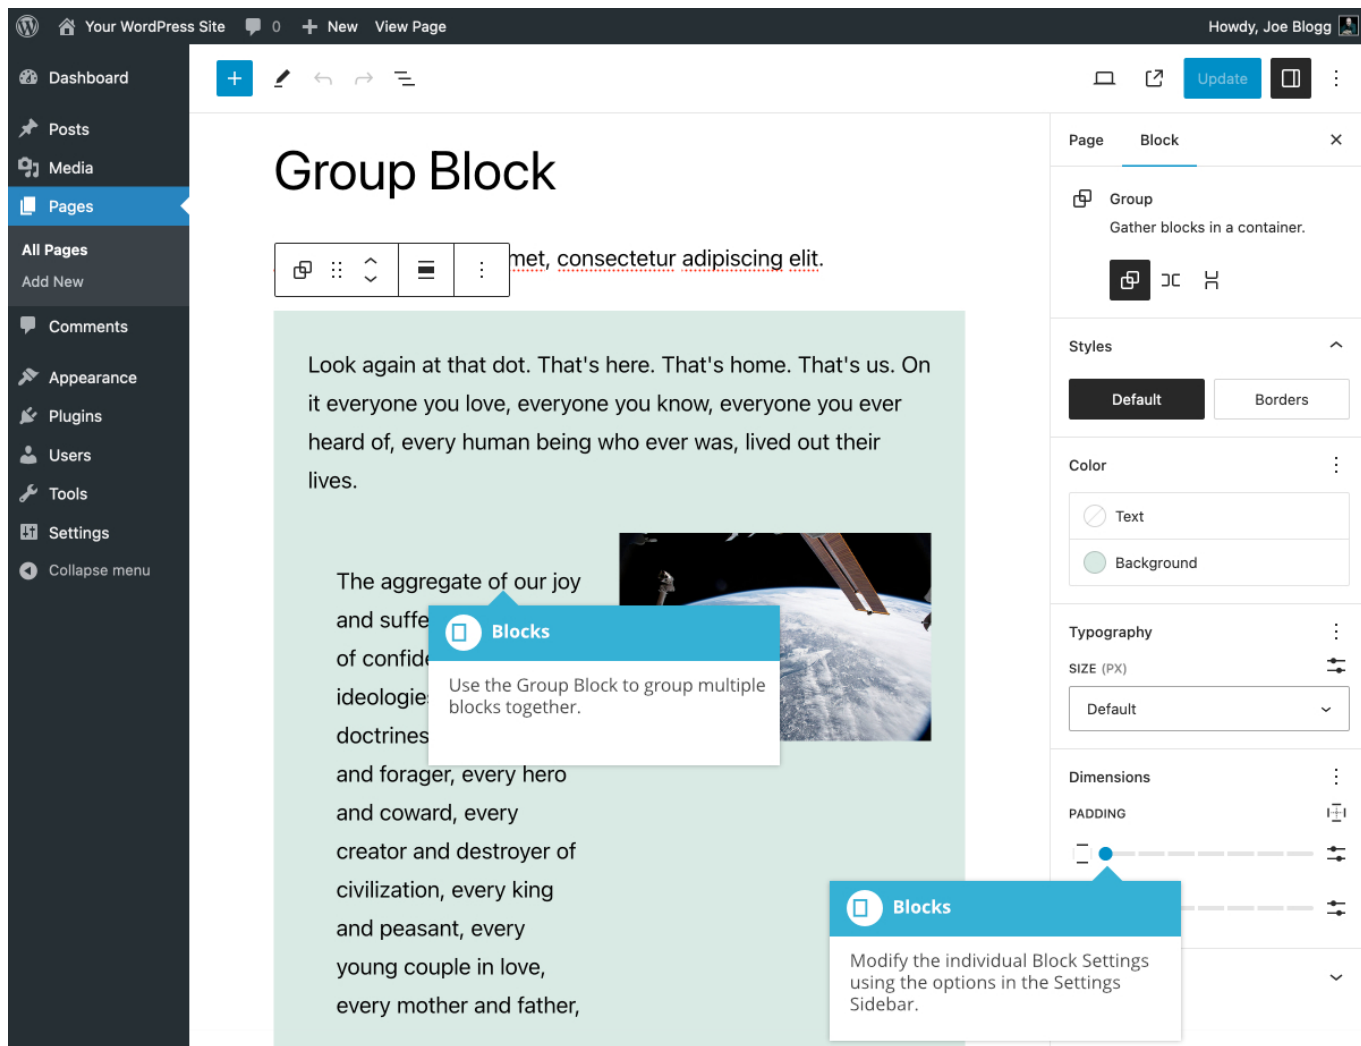 Your WordPress Site 0 New View Page Howdy, Joe Blogg
Dashboard
Posts
Media
Pages
All Pages
Add New
Comments
Appearance
Plugins
Users
Tools
Settings
Collapse menu
Update
Group Block
met, consectetur adipiscing elit.
Look again at that dot. That's here. That's home. That's us. On
it everyone you love, everyone you know, everyone you ever
heard of, every human being who ever was, lived out their
lives.
The aggregate of our joy
and suffe
of confide
ideologie
doctrines
and forager, every hero
and coward, every
creator and destroyer of
civilization, every king
and peasant, every
young couple in love,
every mother and father,
Blocks
Use the Group Block to group multiple
blocks together.
Page Block
Group
Gather blocks in a container.
Styles
Default Borders
Color
Text
Background
Typography
SIZE (PX)
Default
Dimensions
PADDING
Blocks
Modify the individual Block Settings
using the options in the Settings
Sidebar.